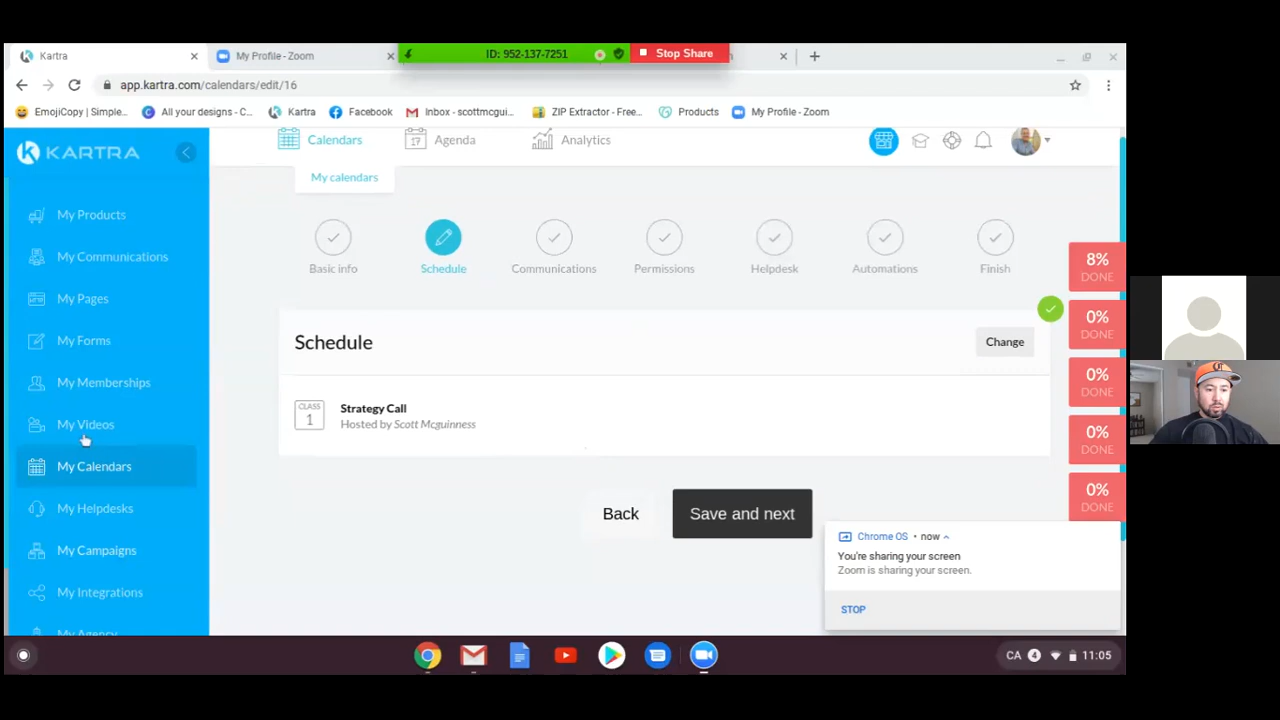 Kartra
My Profile - Zoom
ID: 952-137-7251
Stop Share
app.kartra.com/calendars/edit/16
EmojiCopy | Simple...
All your designs - C...
Kartra
Facebook
Inbox - scottmcgui...
ZIP Extractor - Free...
Products
My Profile - Zoom
KARTRA
Calendars
17
Agenda
Analytics
My calendars
My Products
My Communications
My Pages
My Forms
My Memberships
My Videos
My Calendars
My Helpdesks
My Campaigns
My Integrations
My Agency
Basic info
Schedule
Communications
Permissions
Helpdesk
Automations
Finish
8%
DONE
0%
DONE
0%
DONE
0%
DONE
0%
DONE
Schedule
Change
CLASS
1
Strategy Call
Hosted by Scott Mcguinness
Back
Save and next
Chrome OS • now
You're sharing your screen
Zoom is sharing your screen.
STOP
CA
4
11:05